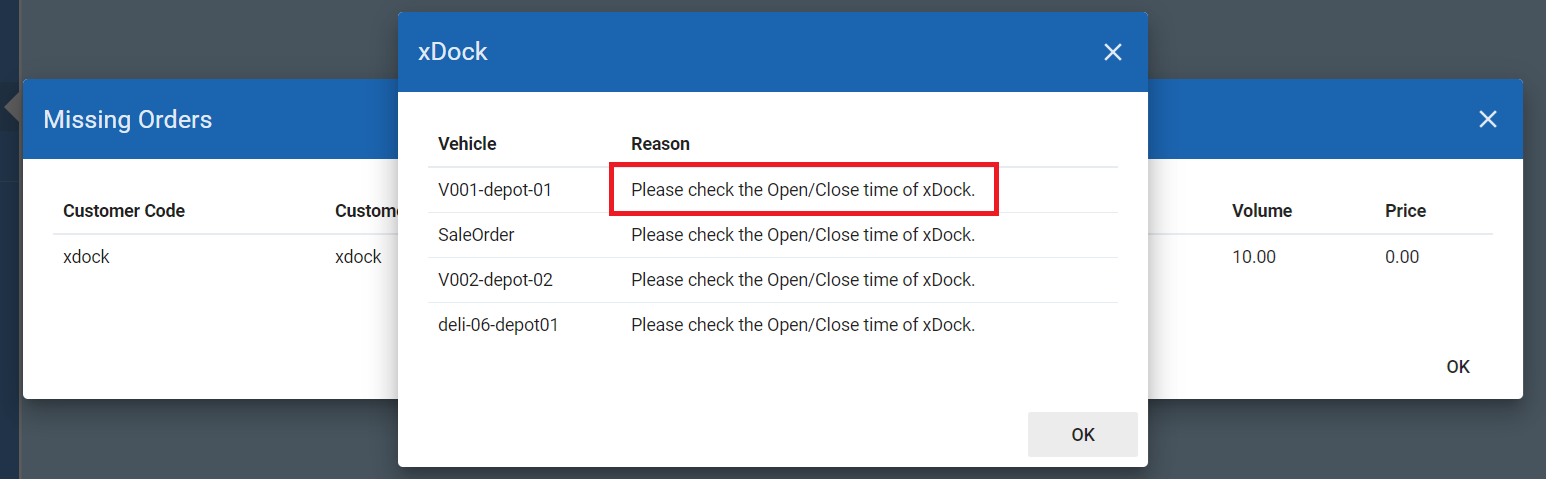 xDock
Missing Orders
Vehicle Reason
V001-depot-01 Please check the Open/Close time of xDock.
SaleOrder Please check the Open/Close time of xDock.
V002-depot-02 Please check the Open/Close time of xDock.
deli-06-depot01 Please check the Open/Close time of xDock.
OK
Customer Code Volume Price
xdock xdock 10.00 0.00
OK